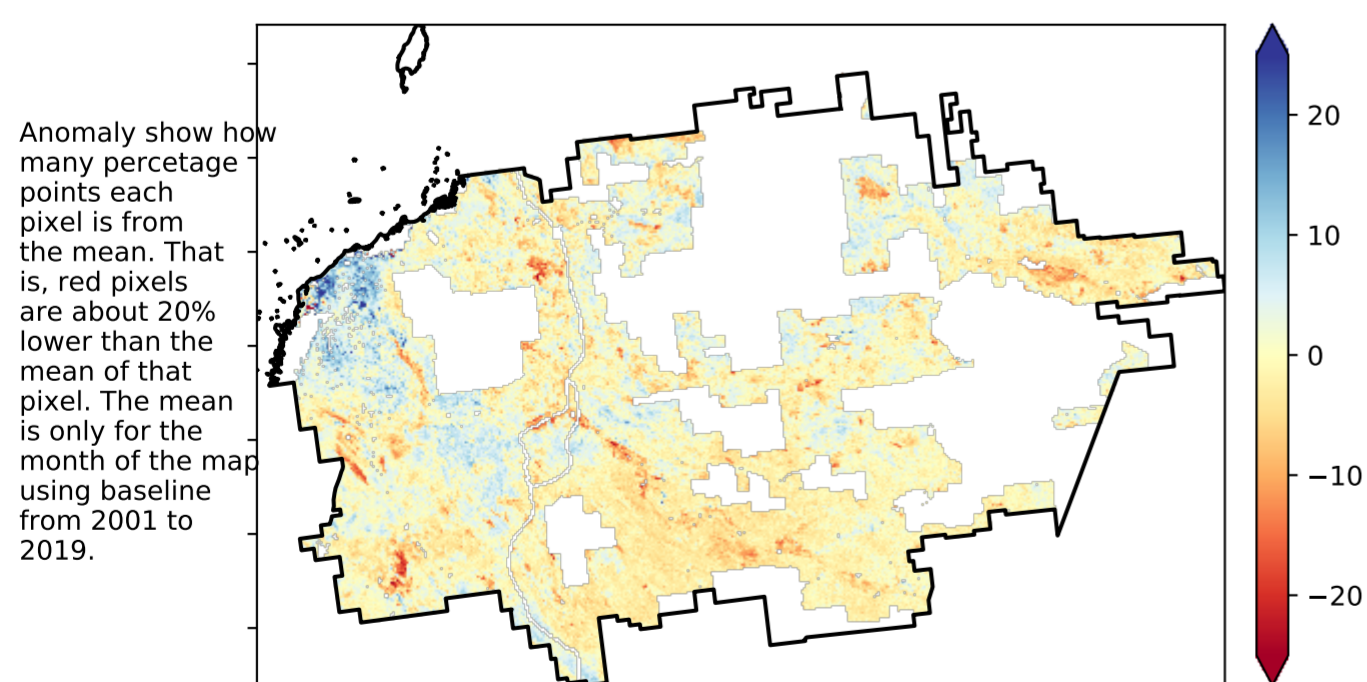 Anomaly show how
many percetage
points each
pixel is from
the mean. That
is, red pixels
are about 20%
lower than the
mean of that
pixel. The mean
is only for the
month of the map
using baseline
from 2001 to
2019.
20
10
0
−10
−20